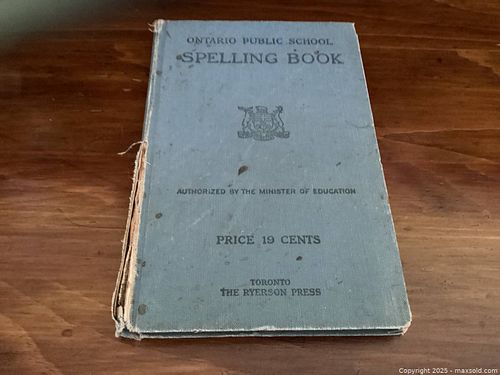 ONTARIO PUBLIC SCHOOL
SPELLING BOOK
AUTHORIZED BY THE MINISTER OF EDUCATION
PRICE 19 CENTS
TORONTO
THE RYERSON PRESS
Copyright 2025 - maxsold.com